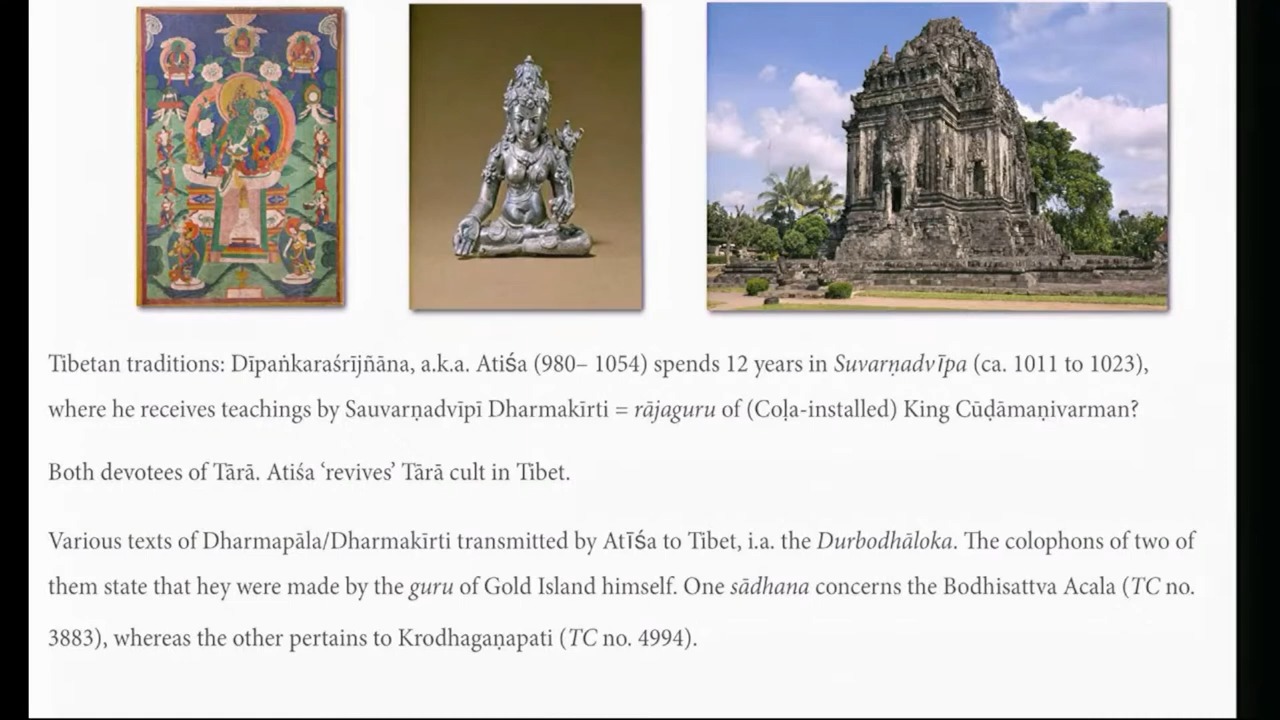 Tibetan traditions: Dīpaṅkaraśrījñāna, a.k.a. Atiśa (980– 1054) spends 12 years in Suvarṇadvīpa (ca. 1011 to 1023),
where he receives teachings by Sauvarṇadvīpī Dharmakīrti = rājaguru of (Coḷa-installed) King Cūḍāmaṇivarman?
Both devotees of Tārā. Atiśa ‘revives’ Tārā cult in Tibet.
Various texts of Dharmapāla/Dharmakīrti transmitted by Atīśa to Tibet, i.a. the Durbodhāloka. The colophons of two of
them state that hey were made by the guru of Gold Island himself. One sādhana concerns the Bodhisattva Acala (TC no.
3883), whereas the other pertains to Krodhagaṇapati (TC no. 4994).